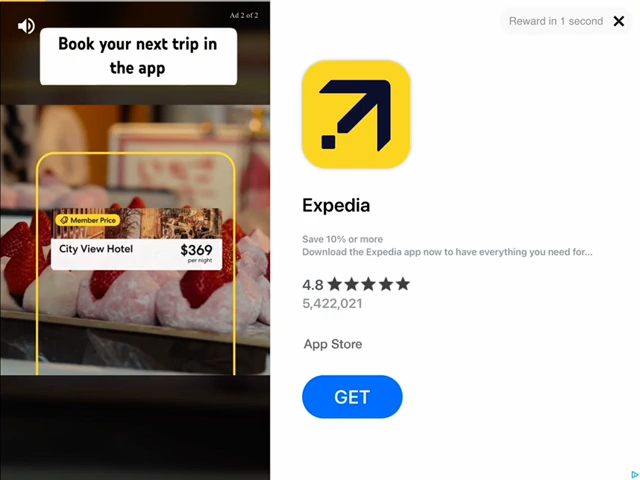 Ad 2 of 2
Book your next trip in
the app
Member Price
City View Hotel
$369
per night
Reward in 1 second
Expedia
Save 10% or more
Download the Expedia app now to have everything you need for...
4.8
5,422,021
App Store
GET